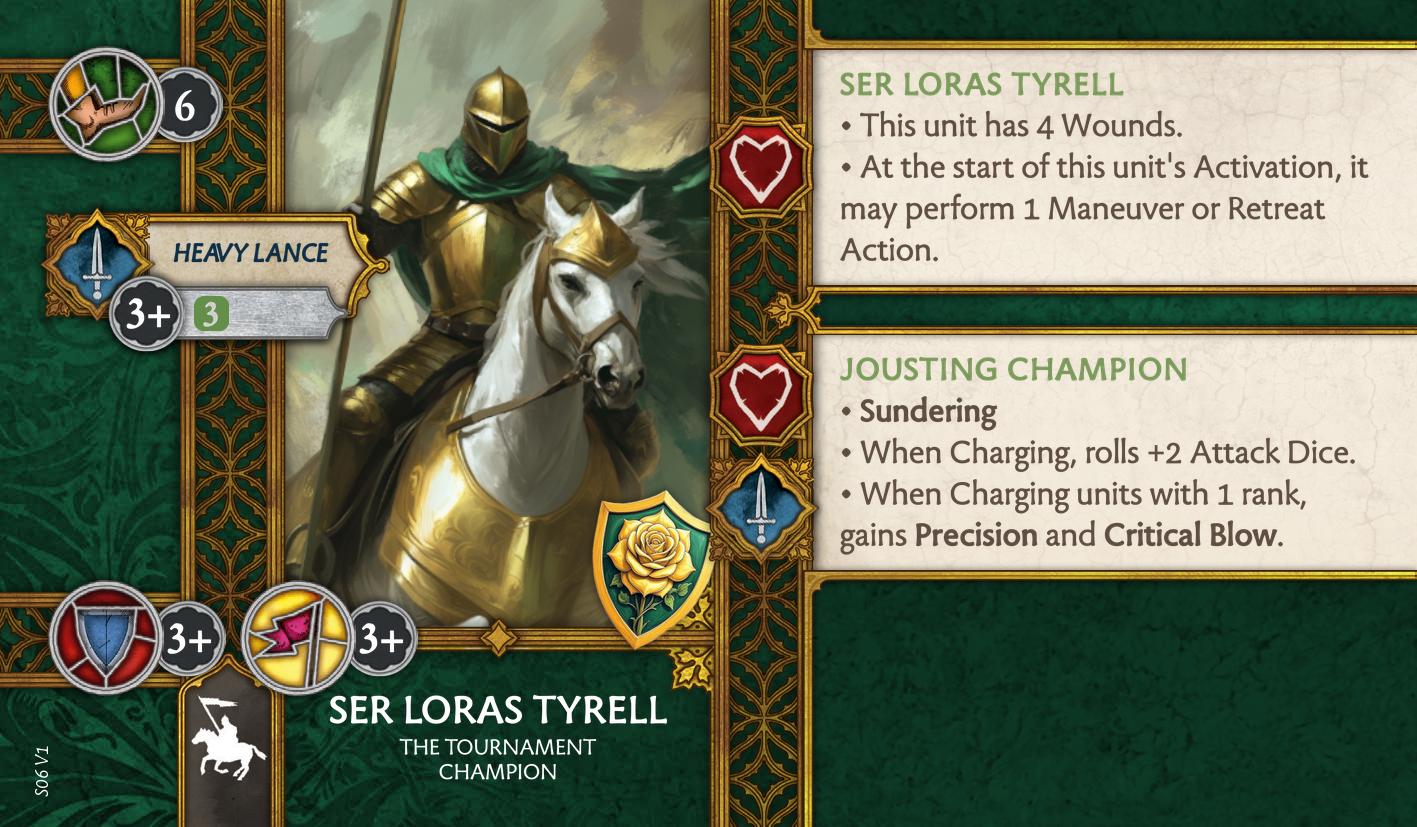 6
HEAVY LANCE
3+ 3
3+ 3+
SER LORAS TYRELL
THE TOURNAMENT
CHAMPION
S06 V1
SER LORAS TYRELL
• This unit has 4 Wounds.
• At the start of this unit's Activation, it
may perform 1 Maneuver or Retreat
Action.
JOUSTING CHAMPION
• Sundering
• When Charging, rolls +2 Attack Dice.
• When Charging units with 1 rank,
gains Precision and Critical Blow.